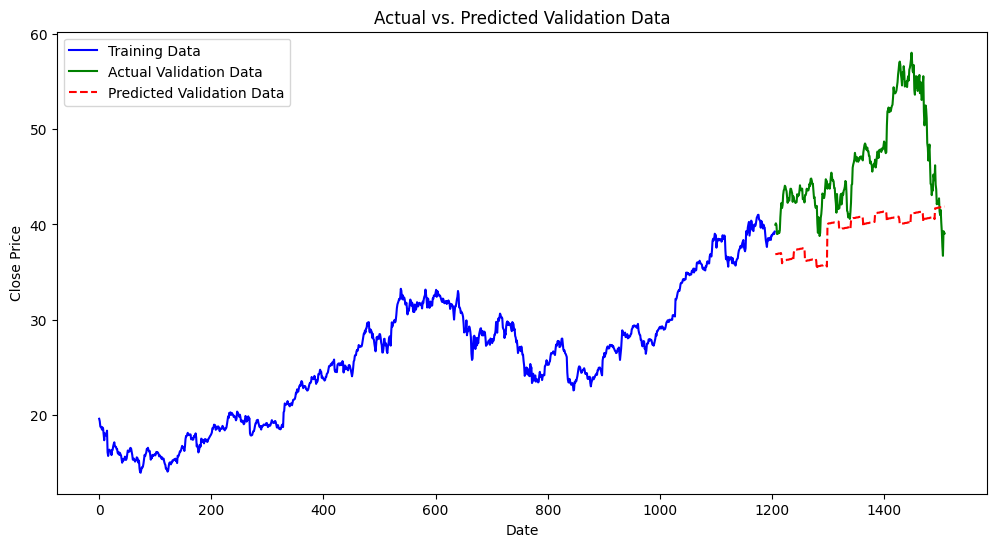 Actual vs. Predicted Validation Data
Training Data
Actual Validation Data
Predicted Validation Data
Close Price
60
50
40
30
20
0
200
400
600
800
1000
1200
1400
Date